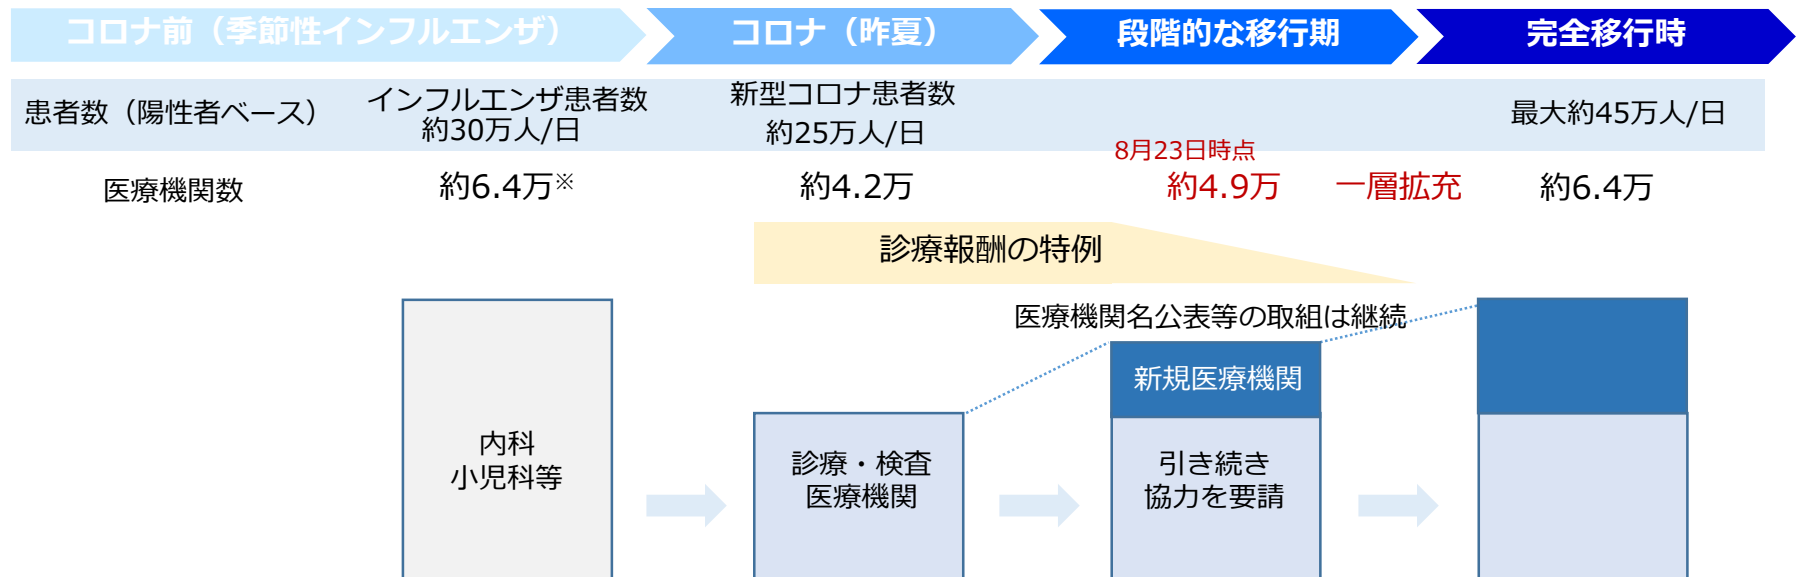 コロナ前（季節性インフルエンザ）
コロナ（昨夏）
段階的な移行期
完全移行時
患者数（陽性者ベース）
インフルエンザ患者数
約30万人/日
新型コロナ患者数
約25万人/日
最大約45万人/日
医療機関数
約6.4万※
約4.2万
8月23日時点
約4.9万
一層拡充
約6.4万
診療報酬の特例
医療機関名公表等の取組は継続
内科
小児科等
診療・検査
医療機関
新規医療機関
引き続き
協力を要請